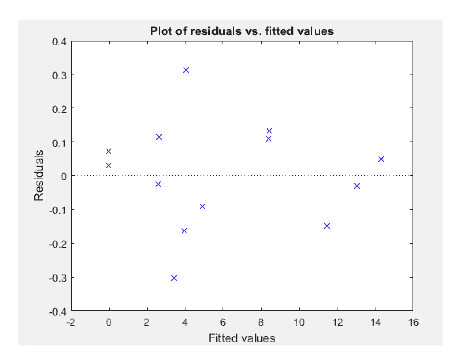 Plot of residuals vs. fitted values
0.4
0.3
0.2
0.1
0
-0.1
-0.2
-0.3
-0.4
Residuals
-2 0 2 4 6 8 10 12 14 16
Fitted values